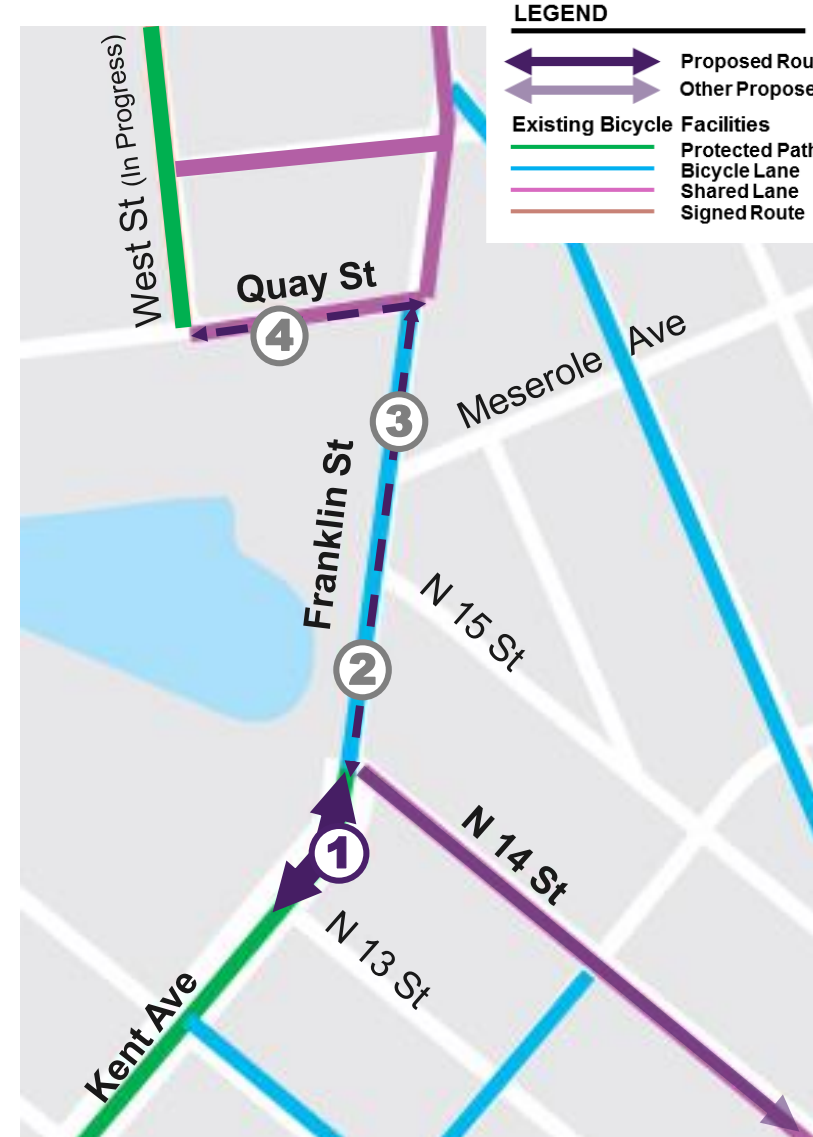 LEGEND
Proposed Rou
Other Propose
Existing Bicycle Facilities
Protected Path
Bicycle Lane
Shared Lane
Signed Route
West St (In Progress)
Quay St
4
Meserole Ave
3
Franklin St
N 15 St
2
N 14 St
1
N 13 St
Kent Ave